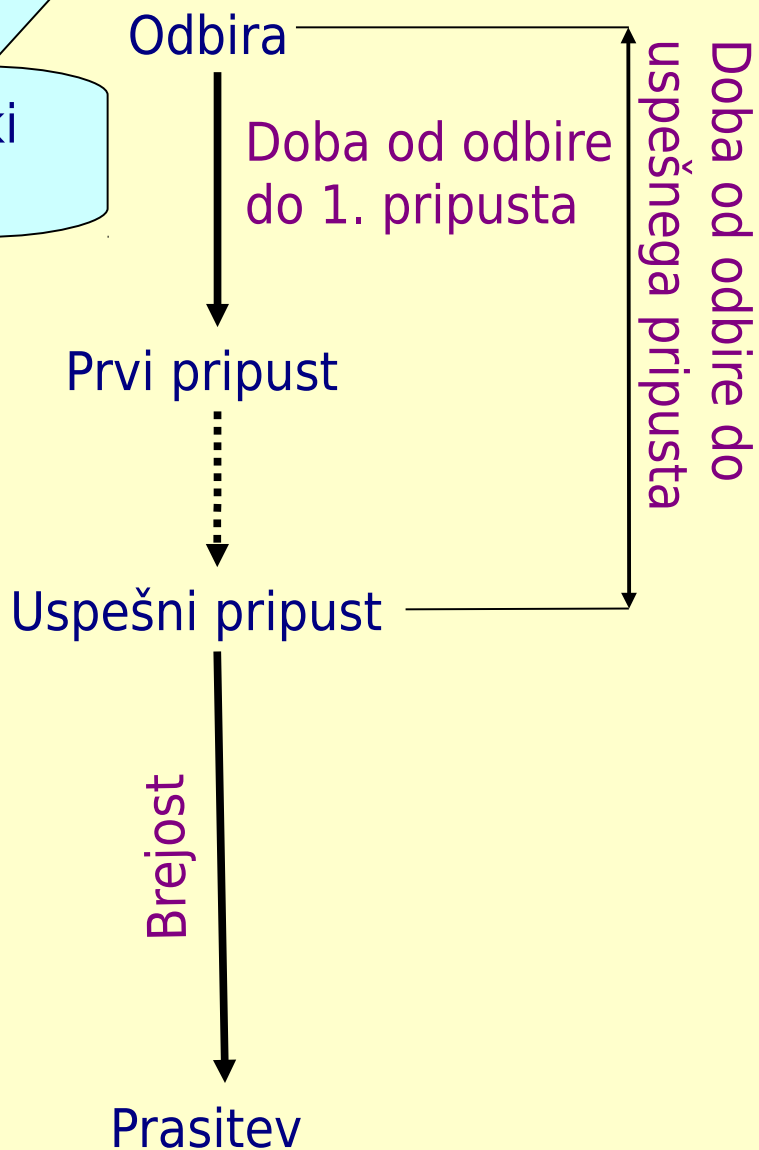 Odbira
Doba od odbire
do 1. pripusta
Doba od odbire do
uspešnega pripusta
Prvi pripust
Uspešni pripust
Brejost
Prasitev